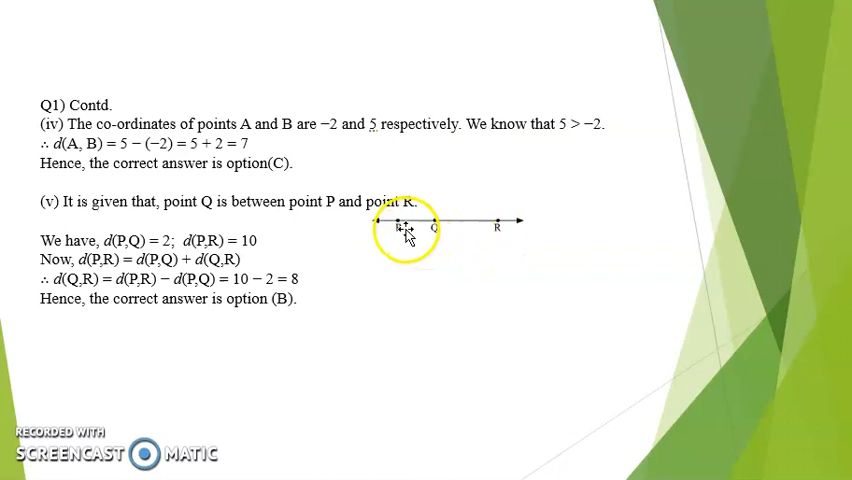 Q1) Contd.
(iv) The co-ordinates of points A and B are −2 and 5 respectively. We know that 5 > −2.
∴ d(A, B) = 5 − (−2) = 5 + 2 = 7
Hence, the correct answer is option(C).
(v) It is given that, point Q is between point P and point R.
P Q R
We have, d(P,Q) = 2; d(P,R) = 10
Now, d(P,R) = d(P,Q) + d(Q,R)
∴ d(Q,R) = d(P,R) − d(P,Q) = 10 − 2 = 8
Hence, the correct answer is option (B).
RECORDED WITH
SCREENCAST MATIC